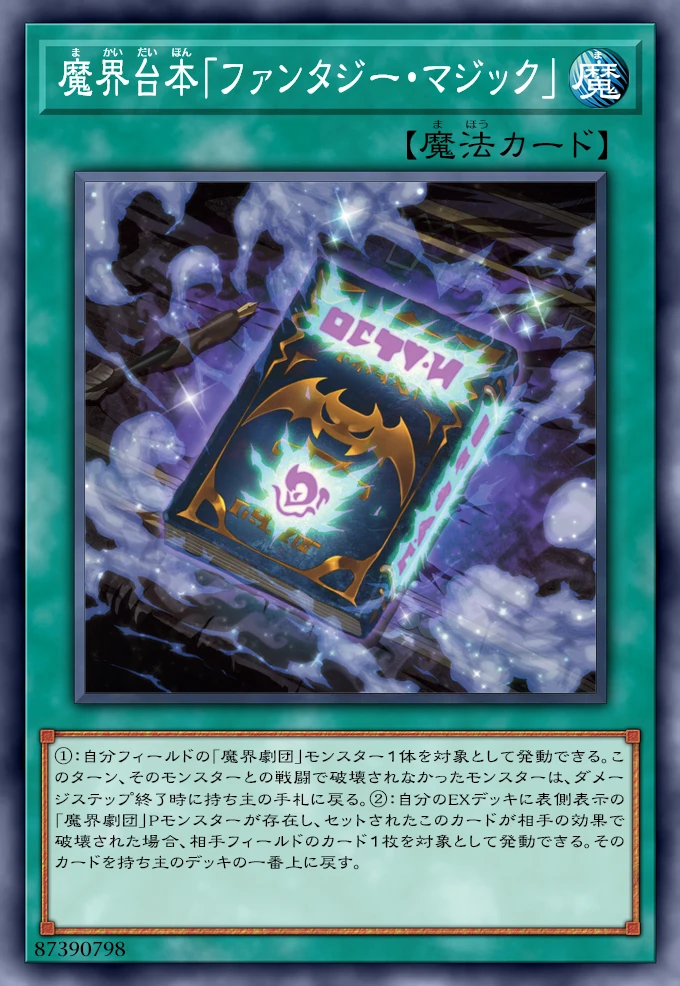 魔界台本「ファンタジー・マジック」 魔
【魔法カード】
①：自分フィールドの「魔界劇団」モンスター１体を対象として発動できる。こ
のターン、そのモンスターとの戦闘で破壊されなかったモンスターは、ダメー
ジステップ終了時に持ち主の手札に戻る。②：自分のEXデッキに表側表示の
「魔界劇団」Pモンスターが存在し、セットされたこのカードが相手の効果で
破壊された場合、相手フィールドのカード１枚を対象として発動できる。その
カードを持ち主のデッキの一番上に戻す。
87390798